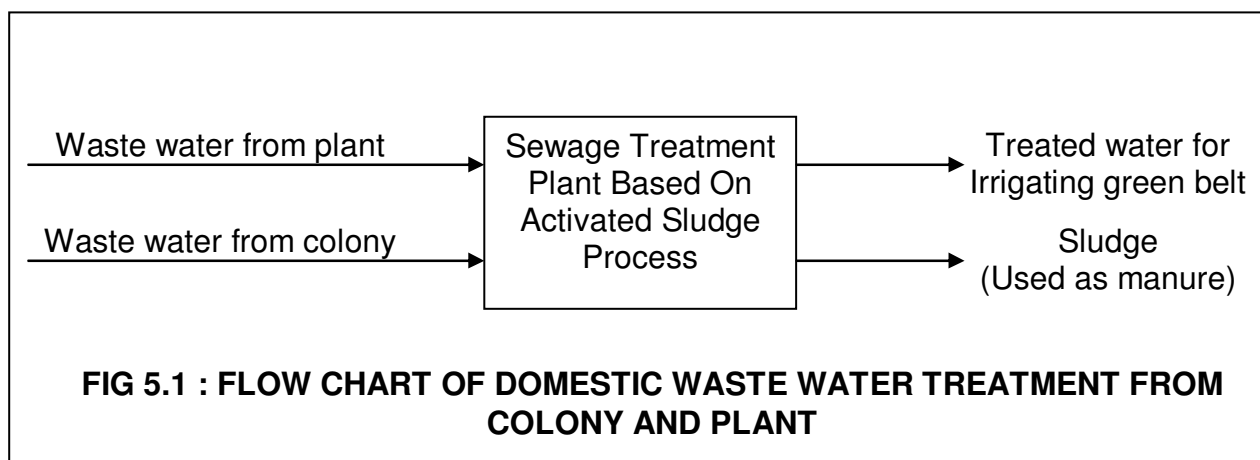 Waste water from plant
Waste water from colony
Sewage Treatment
Plant Based On
Activated Sludge
Process
Treated water for
Irrigating green belt
Sludge
(Used as manure)
FIG 5.1 : FLOW CHART OF DOMESTIC WASTE WATER TREATMENT FROM
COLONY AND PLANT